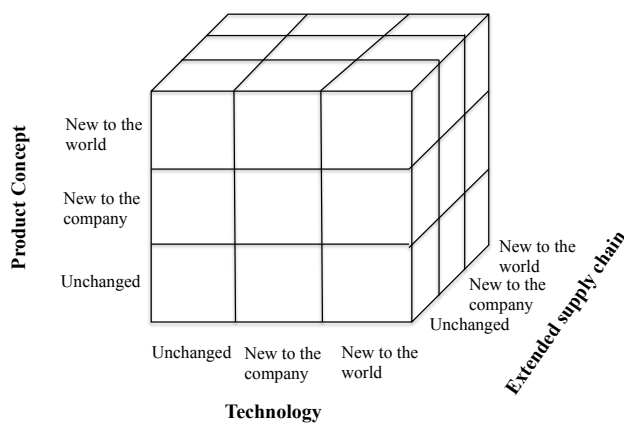 Product Concept
New to the
world
New to the
company
Unchanged
Unchanged
New to the
company
New to the
world
Technology
New to the
world
New to the
company
Unchanged
Extended supply chain